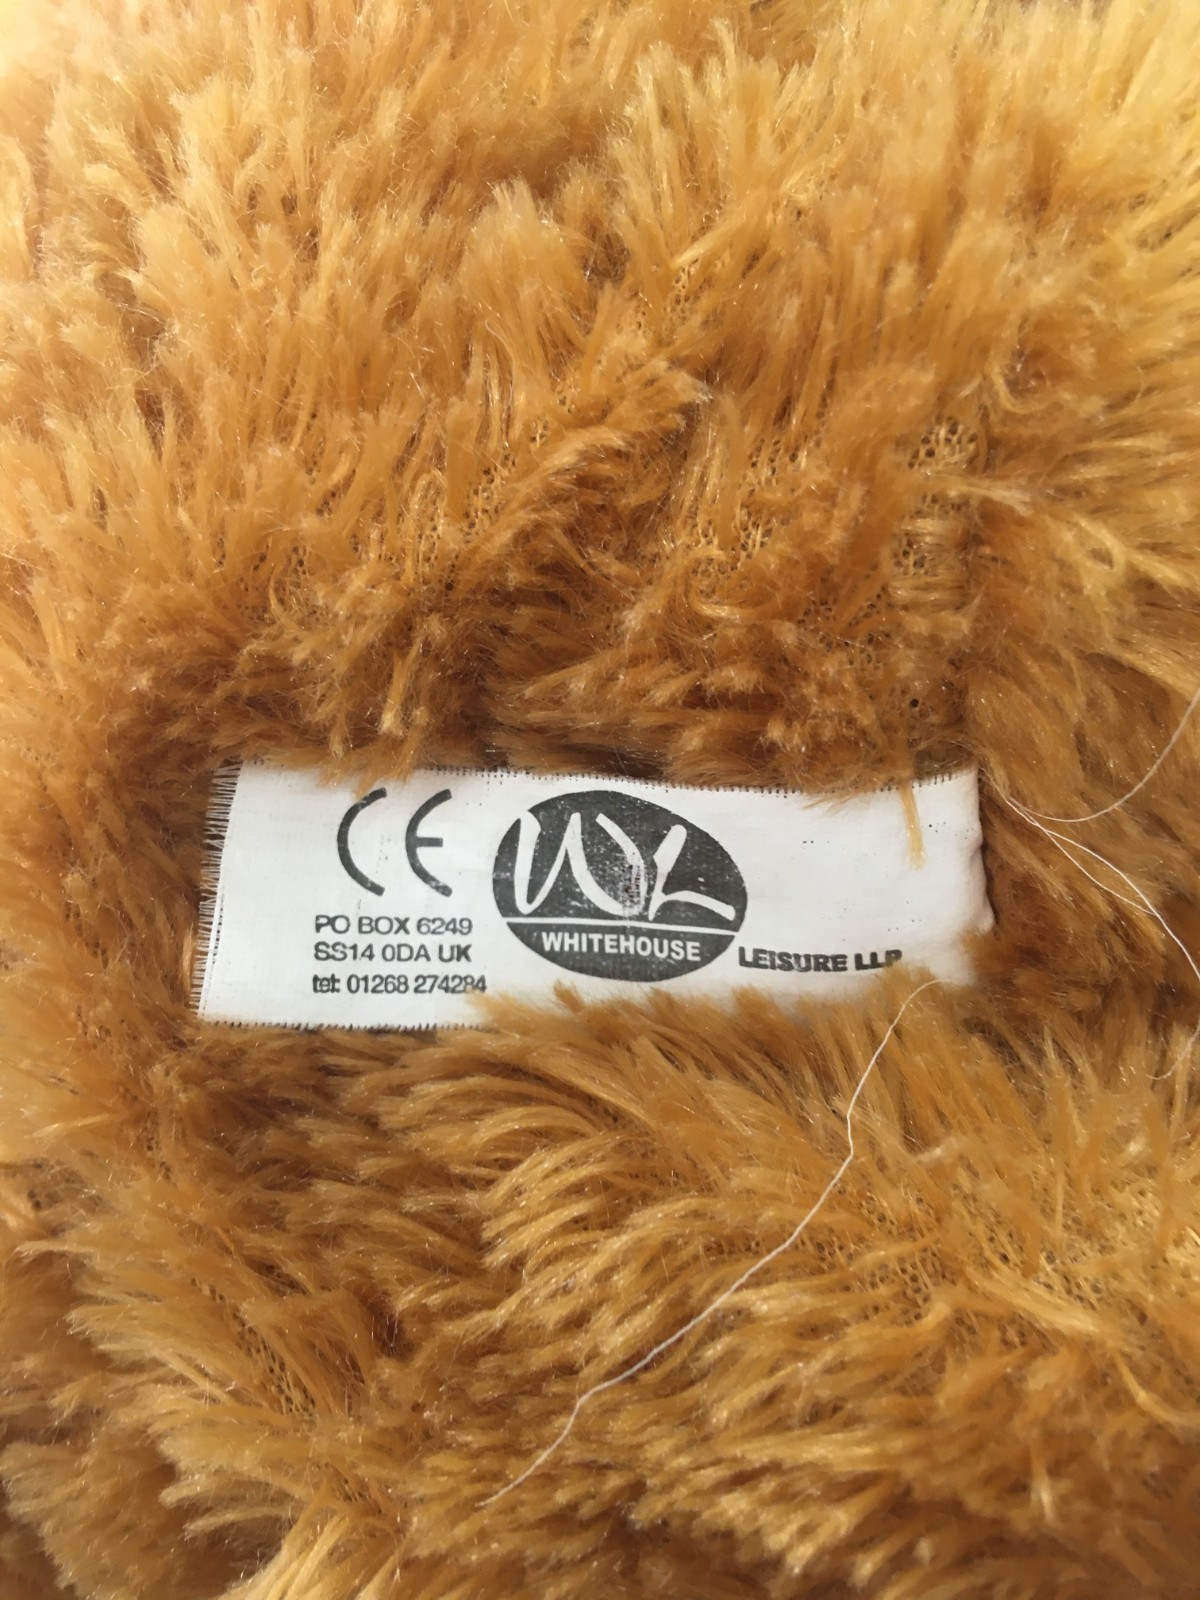 CE
PO BOX 6249
SS14 0DA UK
tel: 01268 274284
WL
WHITEHOUSE
LEISURE LLP